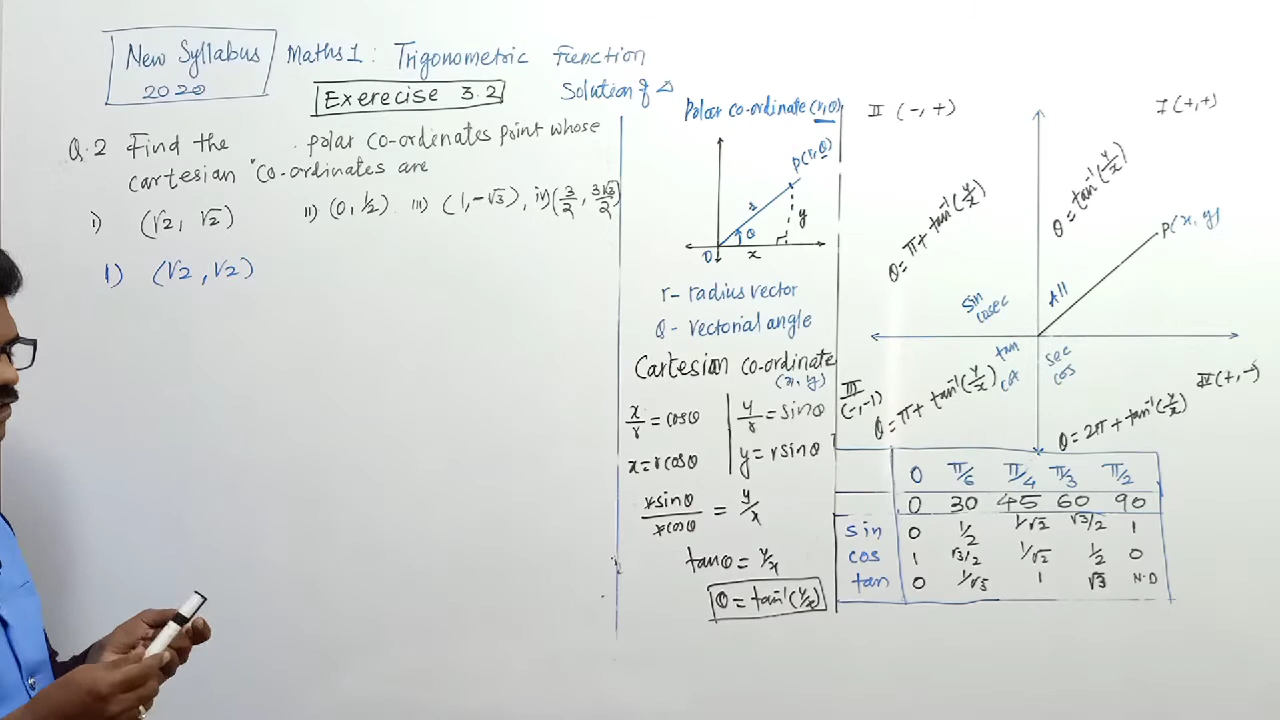 New Syllabus
2020
Maths 1 : Trigonometric Function
Exerecise 3.2
Solution of Δ
Q.2 Find the . polar co-ordinates point whose
cartesian "co-ordinates are
i) (√2, √2) ii) (0, 1/2). iii) (1, -√3), iv) (3/2, 3√3/2)
1) (√2, √2)
Polar co-ordinate (r, θ)
P(r, θ)
r
y
θ
O
x
r - radius vector
θ - vectorial angle
Cartesian co-ordinate
(x, y)
x/r = cosθ
y/r = sinθ
x = r cosθ
y = r sinθ
r sinθ / r cosθ = y/x
tanθ = y/x
θ = tan⁻¹(y/x)
II (-, +)
I (+, +)
θ = π + tan⁻¹(y/x)
θ = tan⁻¹(y/x)
P(x, y)
Sin
cosec
All
tan
cot
sec
cos
III
(-, -1)
IV (+, -)
θ = π + tan⁻¹(y/x)
θ = 2π + tan⁻¹(y/x)
0 π/6 π/4 π/3 π/2
0 30 45 60 90
sin 0 1/2 1/√2 √3/2 1
cos 1 √3/2 1/√2 1/2 0
tan 0 1/√3 1 √3 N.D